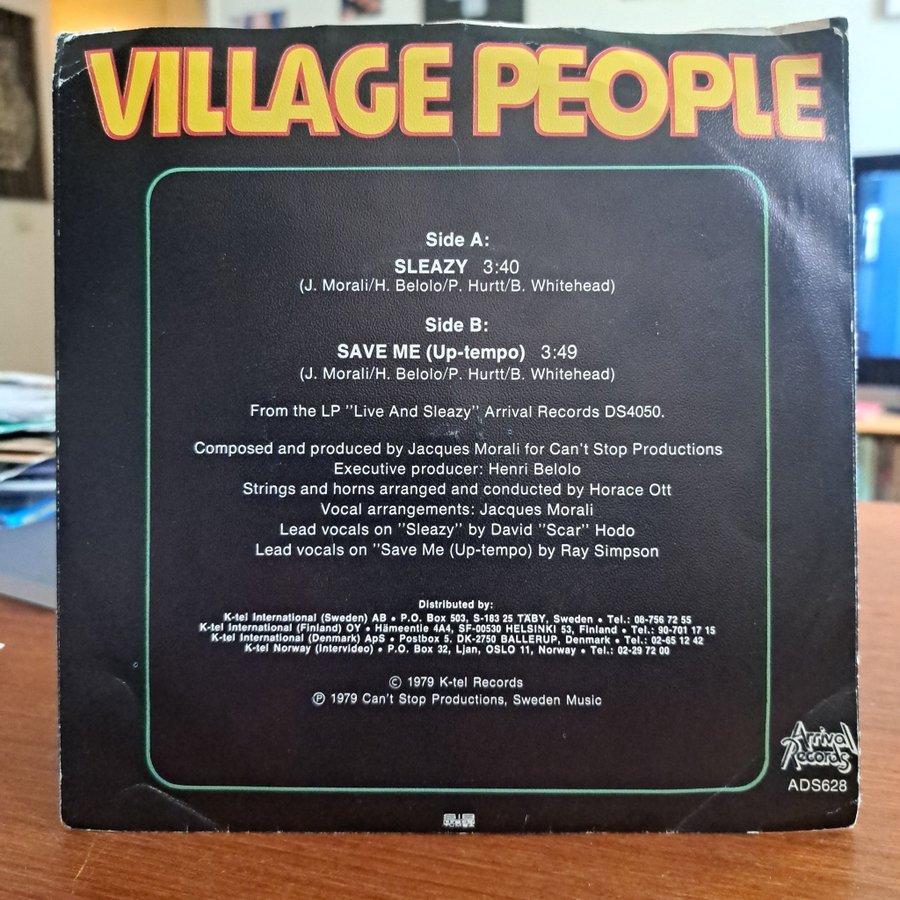 VILLAGE PEOPLE
Side A:
SLEAZY 3:40
(J. Morali/H. Belolo/P. Hurtt/B. Whitehead)
Side B:
SAVE ME (Up-tempo) 3:49
(J. Morali/H. Belolo/P. Hurtt/B. Whitehead)
From the LP ''Live And Sleazy'' Arrival Records DS4050.
Composed and produced by Jacques Morali for Can't Stop Productions
Executive producer: Henri Belolo
Strings and horns arranged and conducted by Horace Ott
Vocal arrangements: Jacques Morali
Lead vocals on ''Sleazy'' by David ''Scar'' Hodo
Lead vocals on ''Save Me (Up-tempo) by Ray Simpson
Distributed by:
K-tel International (Sweden) AB • P.O. Box 503, S-183 25 TÄBY, Sweden • Tel.: 08-756 72 55
K-tel International (Finland) OY • Hämeentie 4A4, SF-00530 HELSINKI 53, Finland • Tel.: 90-701 17 15
K-tel International (Denmark) ApS • Postbox 5, DK-2750 BALLERUP, Denmark • Tel.: 02-65 12 42
K-tel Norway (Intervideo) • P.O. Box 32, Ljan, OSLO 11, Norway • Tel.: 02-29 72 00
© 1979 K-tel Records
℗ 1979 Can't Stop Productions, Sweden Music
Arrival
Records
ADS628